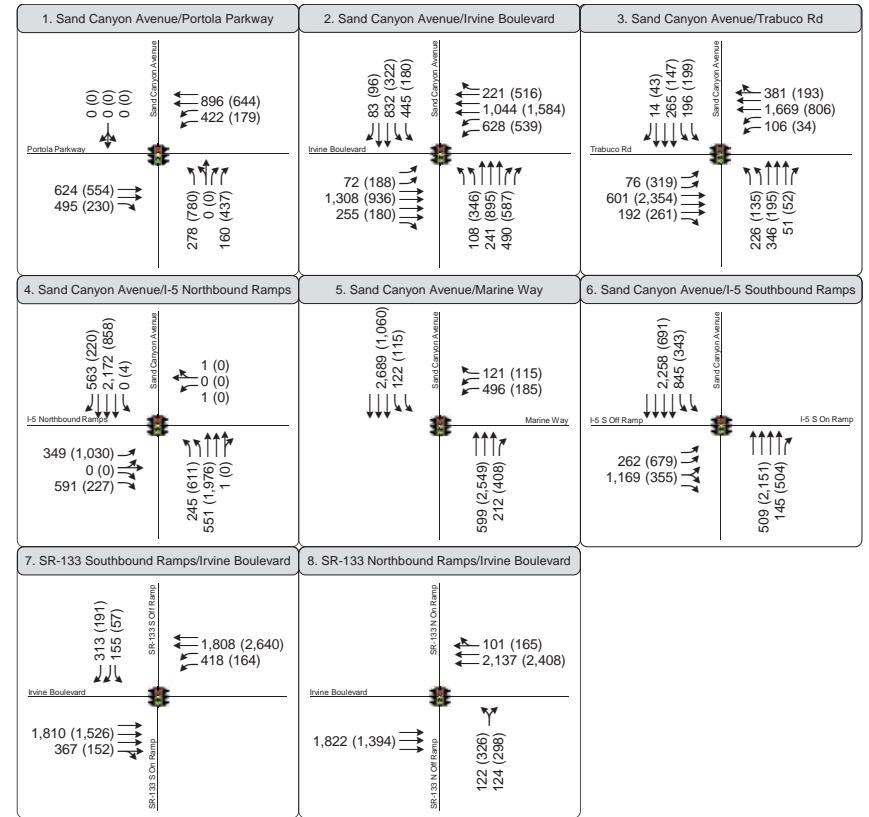 1. Sand Canyon Avenue/Portola Parkway
0 (0)
0 (0)
0 (0)
Sand Canyon Avenue
896 (644)
422 (179)
Portola Parkway
624 (554)
495 (230)
278 (780)
0 (0)
160 (437)
2. Sand Canyon Avenue/Irvine Boulevard
83 (96)
832 (322)
445 (180)
Sand Canyon Avenue
221 (516)
1,044 (1,584)
628 (539)
Irvine Boulevard
72 (188)
1,308 (936)
255 (180)
108 (346)
241 (895)
490 (587)
3. Sand Canyon Avenue/Trabuco Rd
14 (43)
265 (147)
196 (199)
Sand Canyon Avenue
381 (193)
1,669 (806)
106 (34)
Trabuco Rd
76 (319)
601 (2,354)
192 (261)
226 (135)
346 (195)
51 (52)
4. Sand Canyon Avenue/I-5 Northbound Ramps
563 (220)
2,172 (858)
0 (4)
Sand Canyon Avenue
1 (0)
0 (0)
1 (0)
I-5 Northbound Ramps
349 (1,030)
0 (0)
591 (227)
245 (611)
551 (1,976)
1 (0)
5. Sand Canyon Avenue/Marine Way
2,689 (1,060)
122 (115)
Sand Canyon Avenue
121 (115)
496 (185)
Marine Way
599 (2,549)
212 (408)
6. Sand Canyon Avenue/I-5 Southbound Ramps
2,258 (691)
845 (343)
Sand Canyon Avenue
I-5 S Off Ramp
I-5 S On Ramp
262 (679)
1,169 (355)
509 (2,151)
145 (504)
7. SR-133 Southbound Ramps/Irvine Boulevard
313 (191)
155 (57)
SR-133 S Off Ramp
1,808 (2,640)
418 (164)
Irvine Boulevard
1,810 (1,526)
367 (152)
SR-133 S On Ramp
8. SR-133 Northbound Ramps/Irvine Boulevard
SR-133 N On Ramp
101 (165)
2,137 (2,408)
Irvine Boulevard
1,822 (1,394)
SR-133 N Off Ramp
122 (326)
124 (298)